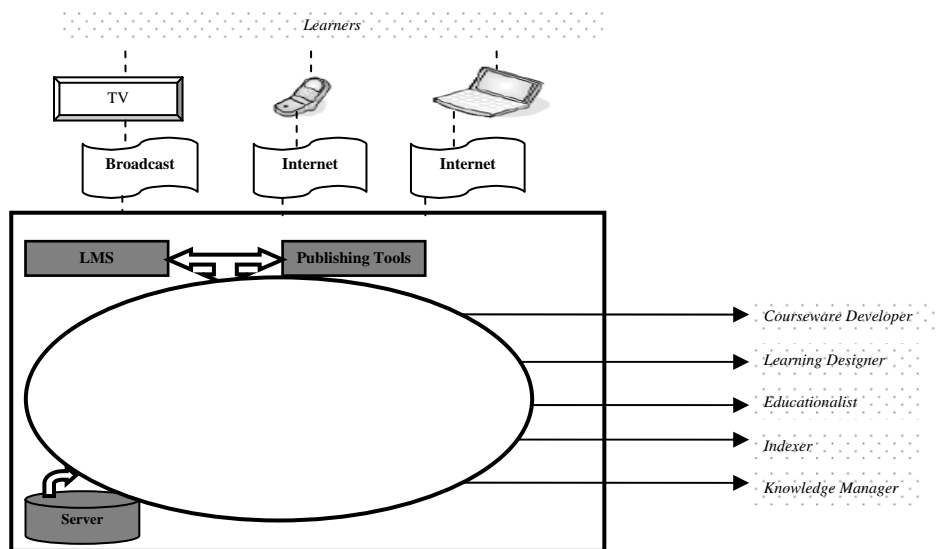 Learners
TV
Broadcast
Internet
Internet
LMS
Publishing Tools
Courseware Developer
Learning Designer
Educationalist
Indexer
Knowledge Manager
Server